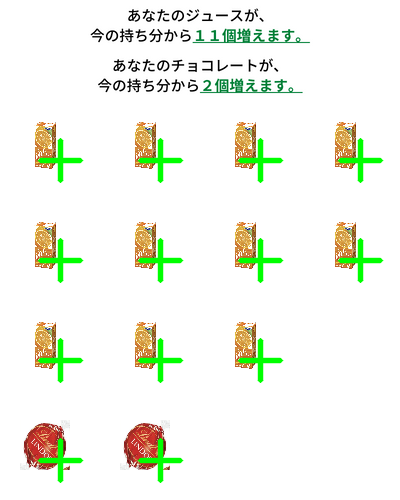 あなたのジュースが、
今の持ち分から１１個増えます。
あなたのチョコレートが、
今の持ち分から２個増えます。